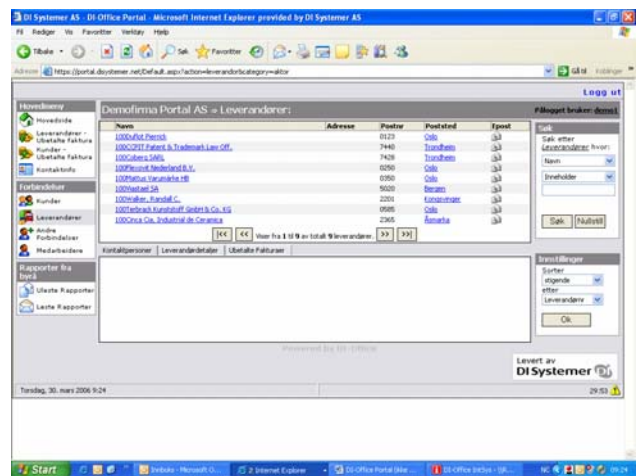 DI Systemer AS - DI-Office Portal - Microsoft Internet Explorer provided by DI Systemer AS
Fil Rediger Vis Favoritter Verktøy Hjelp
Tilbake Søk Favoritter
Adresse https://portal.disystemer.net/Default.aspx?action=leverandor&category=aktor Gå til Koblinger
Logg ut
Hovedmeny
Hovedside
Leverandører - Ubetalte faktura
Kunder - Ubetalte faktura
Kontaktinfo
Forbindelser
Kunder
Leverandører
Andre Forbindelser
Medarbeidere
Rapporter fra byrå
Uleste Rapporter
Leste Rapporter
Demofirma Portal AS » Leverandører:
Pålogget bruker: demo1
Navn Adresse Postnr Poststed Epost
100Duflot Pierrick 0123 Oslo
100CCPIT Patent & Trademark Law Off. 7440 Trondheim
100Coberg SARL 7428 Trondheim
100Flexovit Nederland B.V. 0250 Oslo
100Mattus Varumärke HB 0350 Oslo
100Vastael SA 5020 Bergen
100Walker, Randall C. 2201 Kongsvinger
100Terbrack Kunststoff GmbH & Co. KG 0585 Oslo
100Cinca Cia. Industrial de Ceramica 2365 Åsmarka
|<< << Viser fra 1 til 9 av totalt 9 leverandører. >> >>|
Kontaktpersoner Leverandørdetaljer Ubetalte Fakturaer
Søk
Søk etter
Leverandører hvor:
Navn
Inneholder
Søk Nullstill
Innstillinger
Sorter
stigende
etter
Leverandørnr
Ok
Powered by DI-Office
Levert av
DI Systemer
Torsdag, 30. mars 2006 9:24
29:53
Start Innboks - Microsoft O... 2 Internet Explorer DI-Office Portal (ikke ... NO 09:24